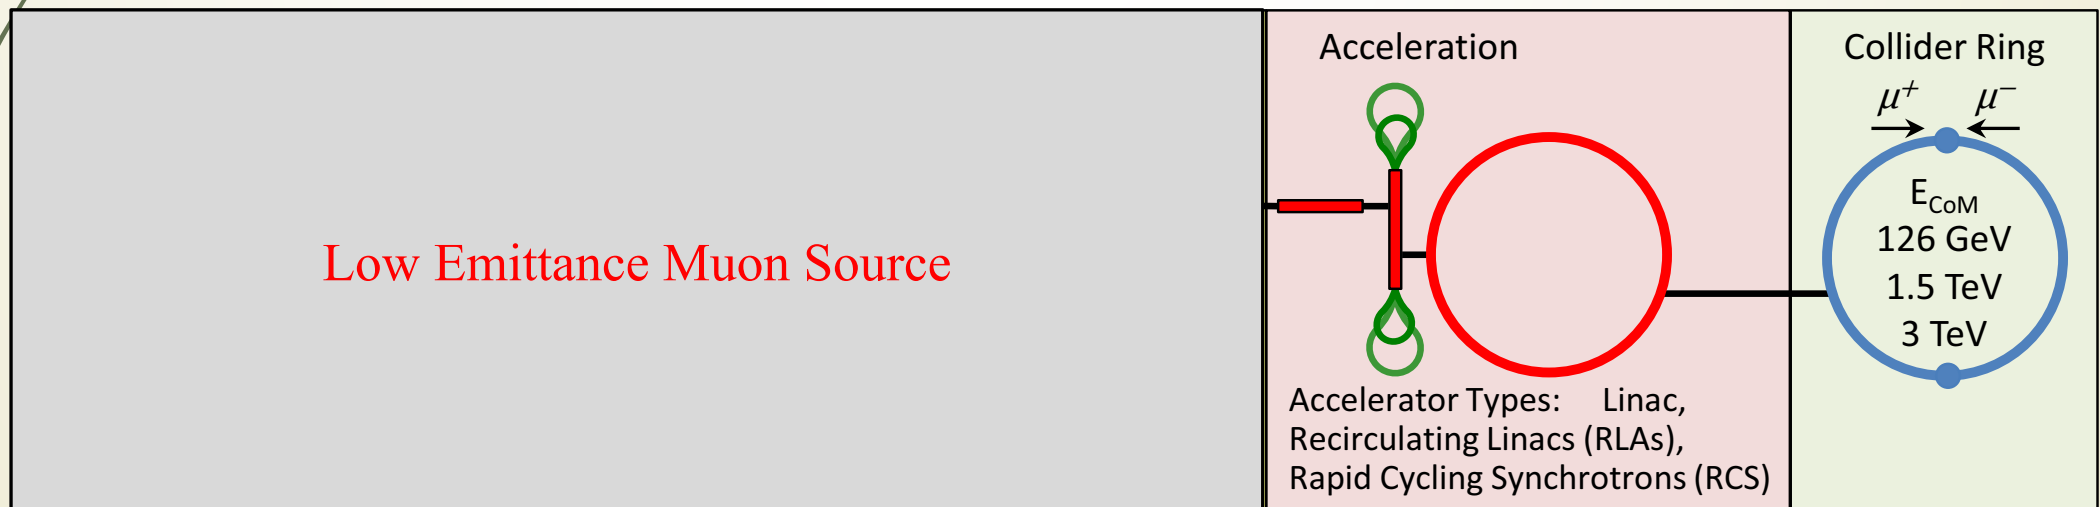 Low Emittance Muon Source
Acceleration
Accelerator Types: Linac,
Recirculating Linacs (RLAs),
Rapid Cycling Synchrotrons (RCS)
Collider Ring
μ+ μ−
ECoM
126 GeV
1.5 TeV
3 TeV